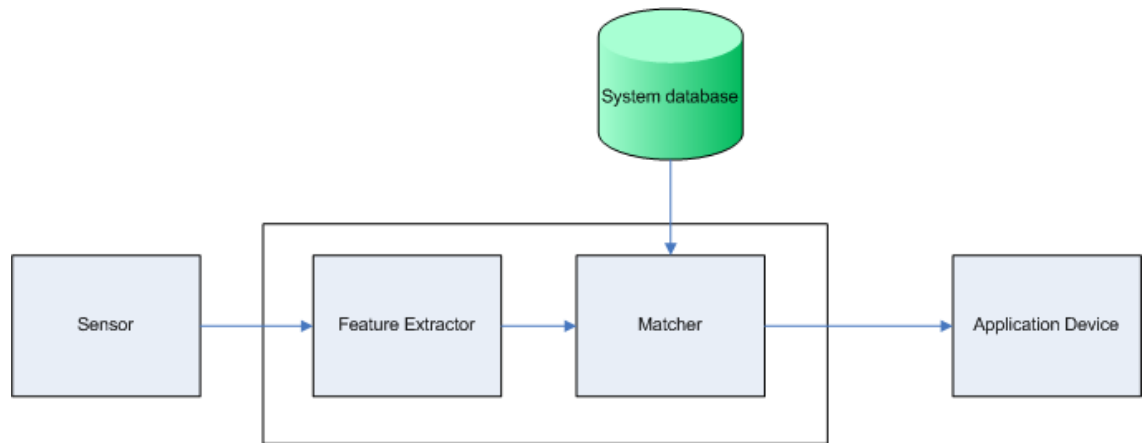 System database
Sensor
Feature Extractor
Matcher
Application Device